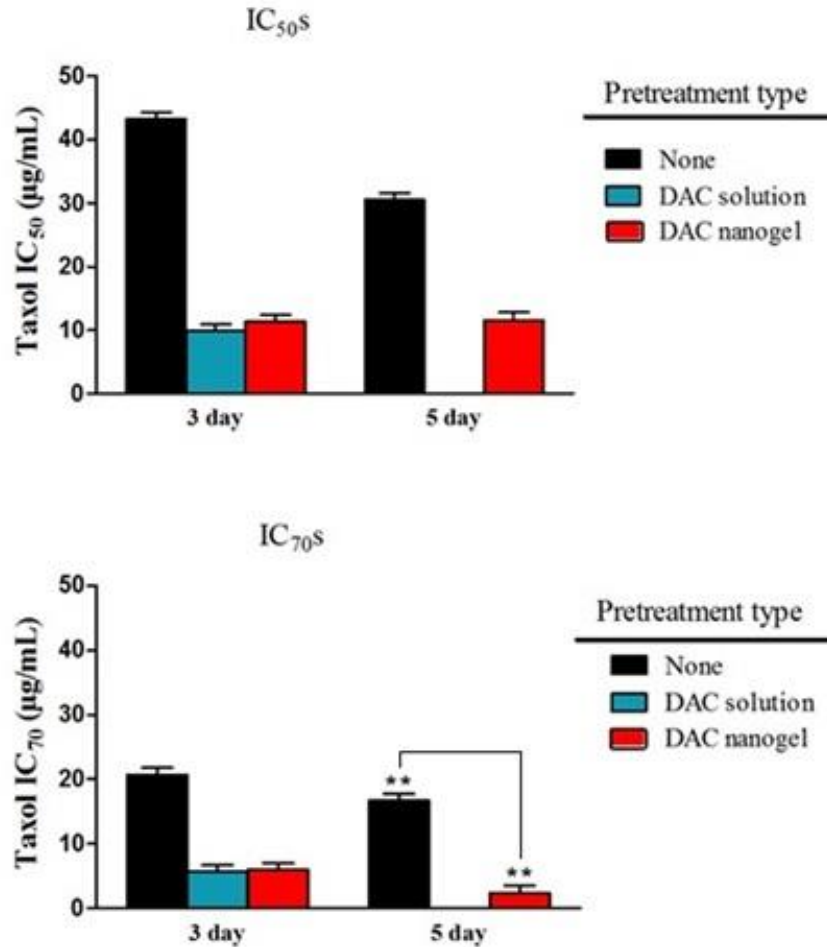 IC50s
Taxol IC50 (µg/mL)
50
40
30
20
10
0
3 day
5 day
Pretreatment type
None
DAC solution
DAC nanogel
IC70s
Taxol IC70 (µg/mL)
50
40
30
20
10
0
**
**
3 day
5 day
Pretreatment type
None
DAC solution
DAC nanogel